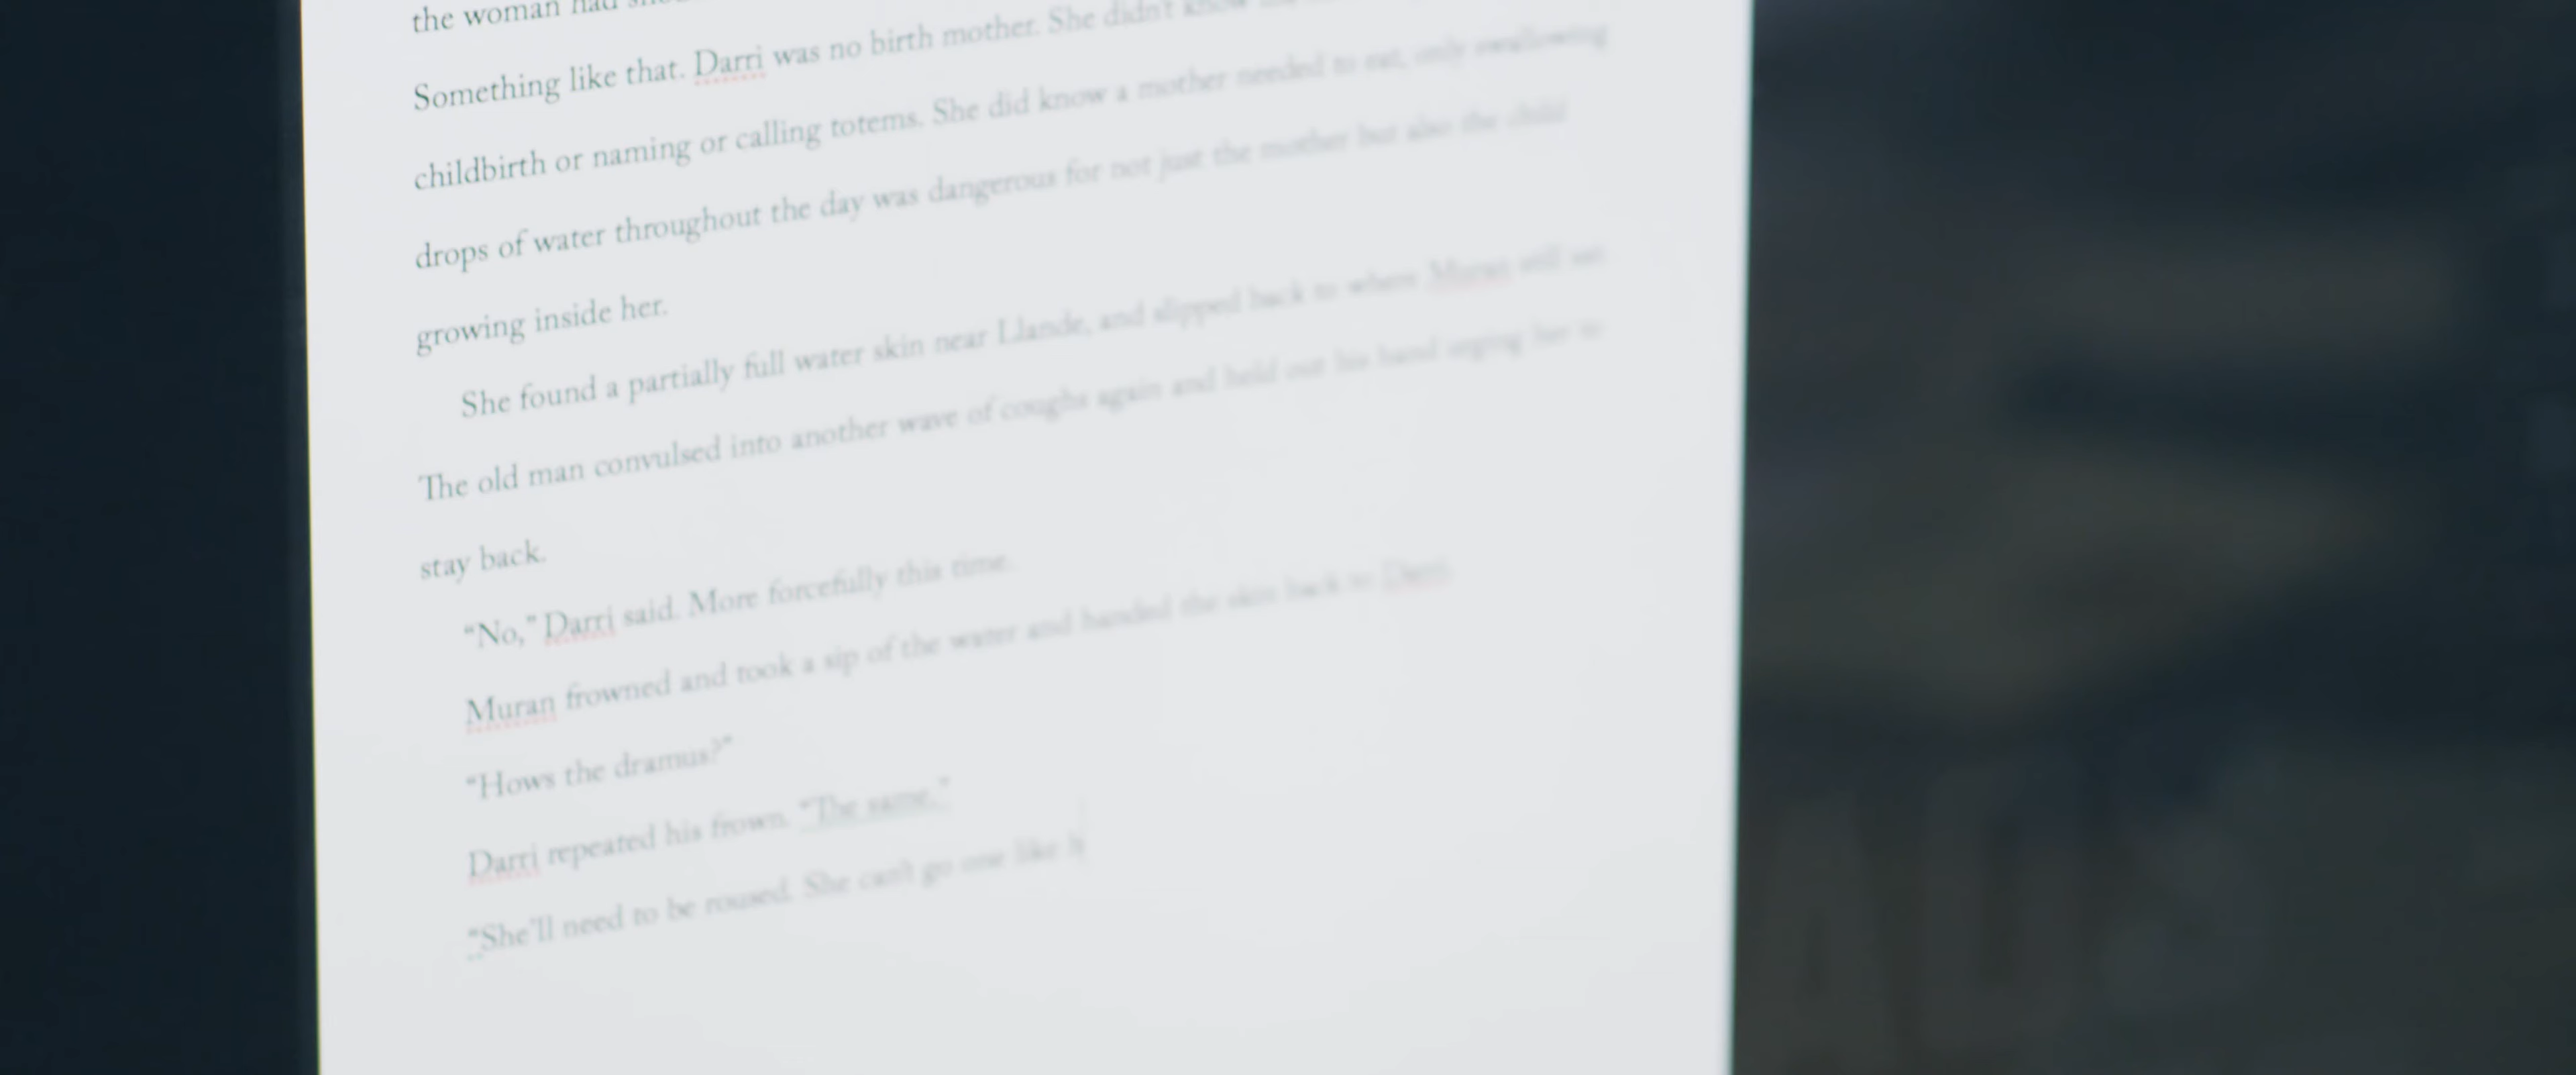 the woman had
Something like that. Darri was no birth mother. She didn't know
childbirth or naming or calling totems. She did know a mother needed to eat, only swallowing
drops of water throughout the day was dangerous for not just the mother but also the child
growing inside her.
She found a partially full water skin near Llande, and slipped back to where Muran still sat
The old man convulsed into another wave of coughs again and held out his hand urging her to
stay back.
“No,” Darri said. More forcefully this time.
Muran frowned and took a sip of the water and handed the skin back to Darri.
“Hows the dramus?”
Darri repeated his frown. “The same.”
“She’ll need to be roused. She can’t go one like